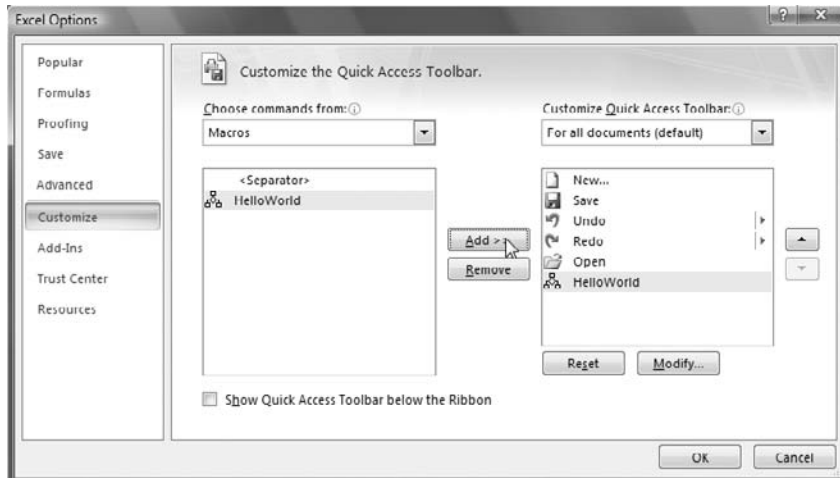 Excel Options
?
X
Popular
Formulas
Proofing
Save
Advanced
Customize
Add-Ins
Trust Center
Resources
Customize the Quick Access Toolbar.
Choose commands from:
Macros
<Separator>
HelloWorld
Add >>
Remove
Customize Quick Access Toolbar:
For all documents (default)
New...
Save
Undo
Redo
Open
HelloWorld
Reset
Modify...
Show Quick Access Toolbar below the Ribbon
OK
Cancel